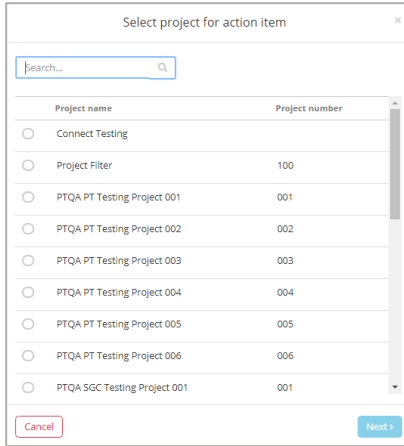 Select project for action item
×
Search...
Project name Project number
Connect Testing
Project Filter 100
PTQA PT Testing Project 001 001
PTQA PT Testing Project 002 002
PTQA PT Testing Project 003 003
PTQA PT Testing Project 004 004
PTQA PT Testing Project 005 005
PTQA PT Testing Project 006 006
PTQA SGC Testing Project 001 001
Cancel Next >